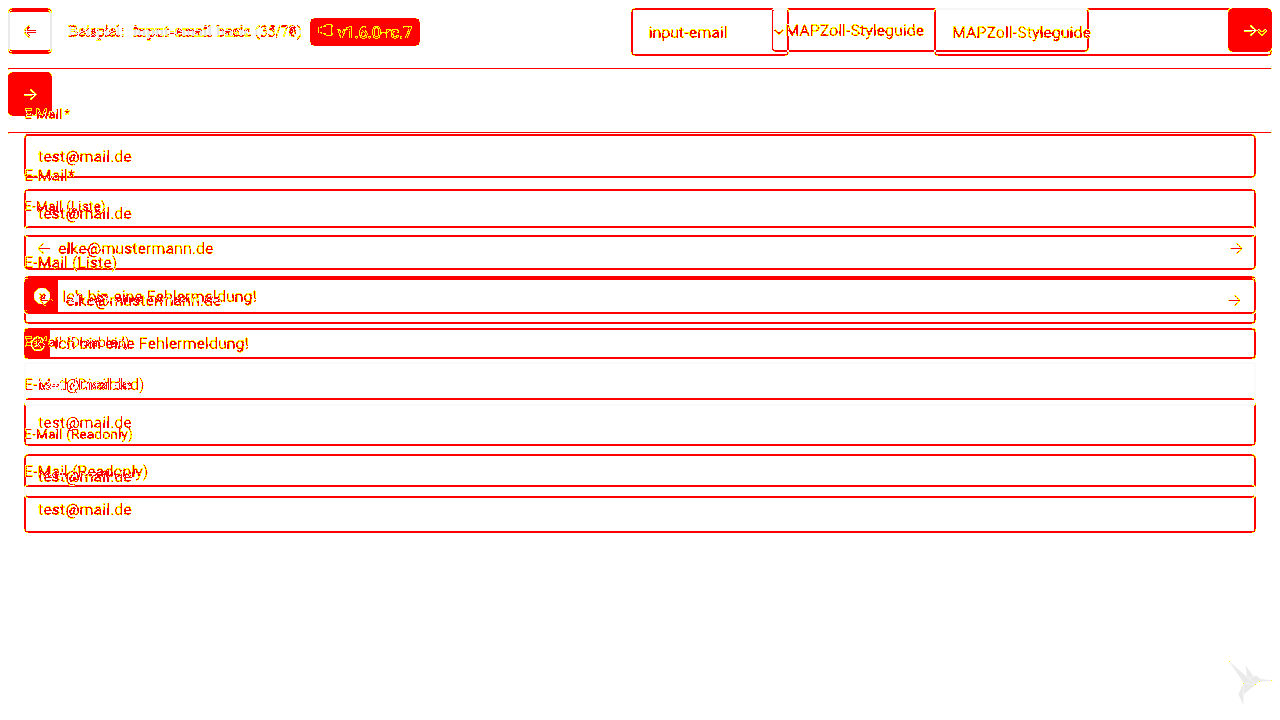 Beispiel: input-email basic (35/70) v1.6.0-rc.7 input-email MAPZoll-Styleguide MAPZoll-Styleguide
E-Mail*
test@mail.de
E-Mail*
E-Mail (Liste)
test@mail.de
elke@mustermann.de
E-Mail (Liste)
Ich bin eine Fehlermeldung!
elke@mustermann.de
E-Mail (Disabled)
Ich bin eine Fehlermeldung!
E-Mail (Disabled)
test@mail.de
E-Mail (Readonly)
E-Mail (Readonly)
test@mail.de
test@mail.de